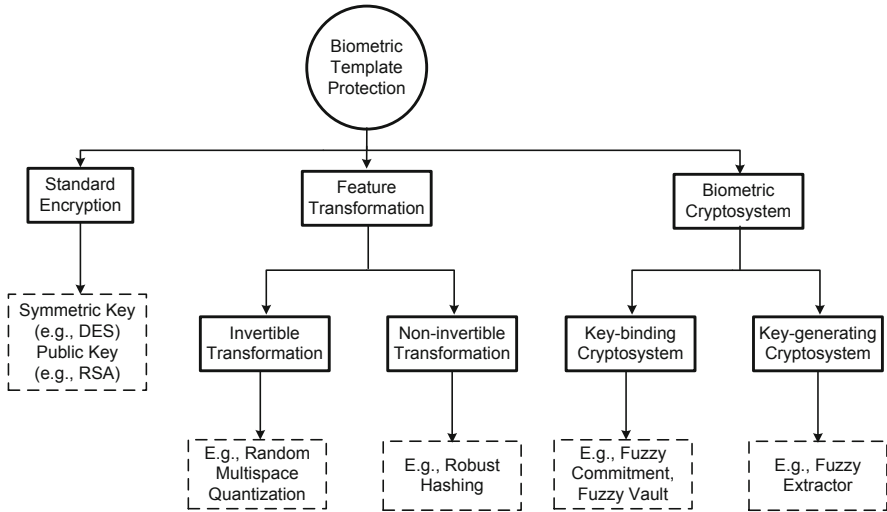 Biometric
Template
Protection
Standard
Encryption
Feature
Transformation
Biometric
Cryptosystem
Symmetric Key
(e.g., DES)
Public Key
(e.g., RSA)
Invertible
Transformation
Non-invertible
Transformation
Key-binding
Cryptosystem
Key-generating
Cryptosystem
E.g., Random
Multispace
Quantization
E.g., Robust
Hashing
E.g., Fuzzy
Commitment,
Fuzzy Vault
E.g., Fuzzy
Extractor